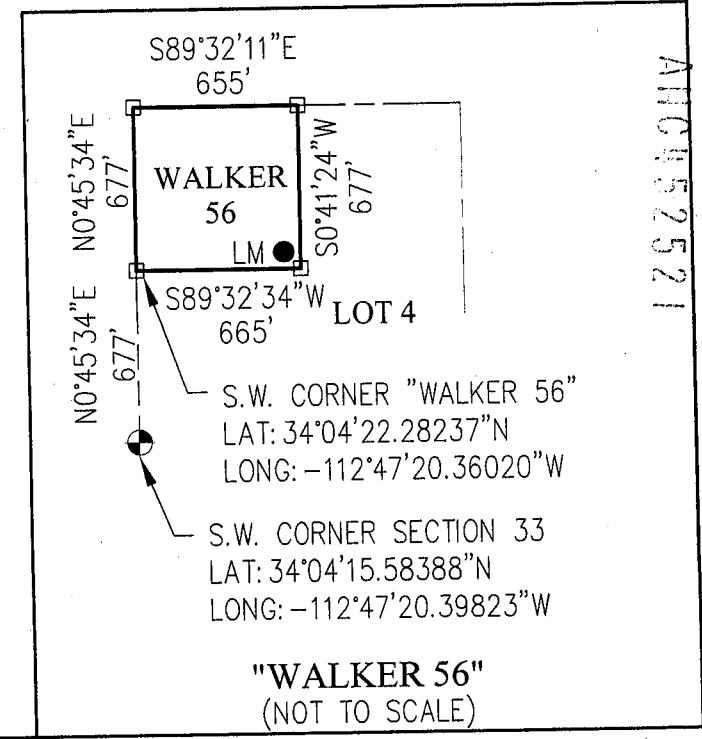 S89°32'11"E
655'
N0°45'34"E
677'
WALKER
56
LM
S0°41'24"W
677'
S89°32'34"W
665'
LOT 4
N0°45'34"E
677'
S.W. CORNER "WALKER 56"
LAT: 34°04'22.28237"N
LONG: -112°47'20.36020"W
S.W. CORNER SECTION 33
LAT: 34°04'15.58388"N
LONG: -112°47'20.39823"W
"WALKER 56"
(NOT TO SCALE)
AMC452521